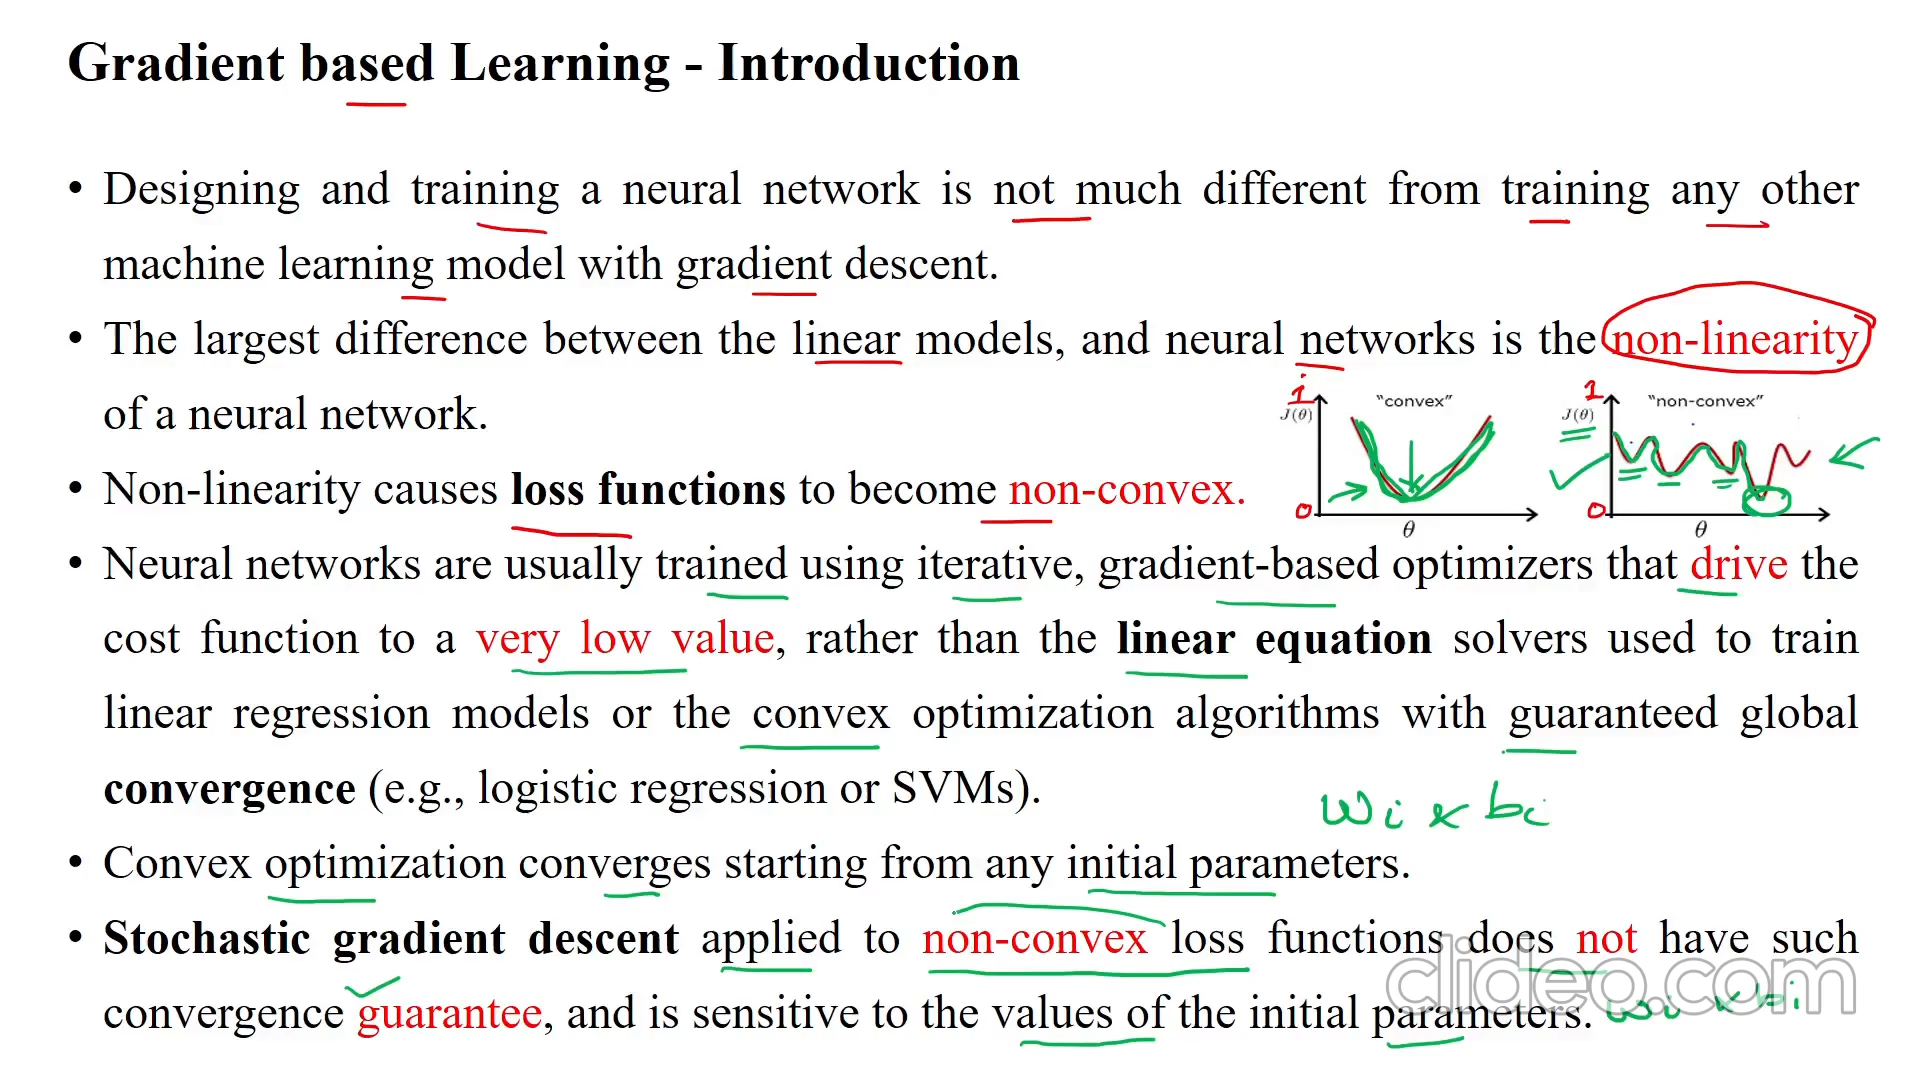 Gradient based Learning - Introduction
• Designing and training a neural network is not much different from training any other
machine learning model with gradient descent.
• The largest difference between the linear models, and neural networks is the non-linearity
of a neural network.
1
J(θ)
"convex"
0
θ
1
J(θ)
"non-convex"
0
θ
• Non-linearity causes loss functions to become non-convex.
• Neural networks are usually trained using iterative, gradient-based optimizers that drive the
cost function to a very low value, rather than the linear equation solvers used to train
linear regression models or the convex optimization algorithms with guaranteed global
convergence (e.g., logistic regression or SVMs).
wi x bi
• Convex optimization converges starting from any initial parameters.
• Stochastic gradient descent applied to non-convex loss functions does not have such
convergence guarantee, and is sensitive to the values of the initial parameters.
wi x bi
clideo.com